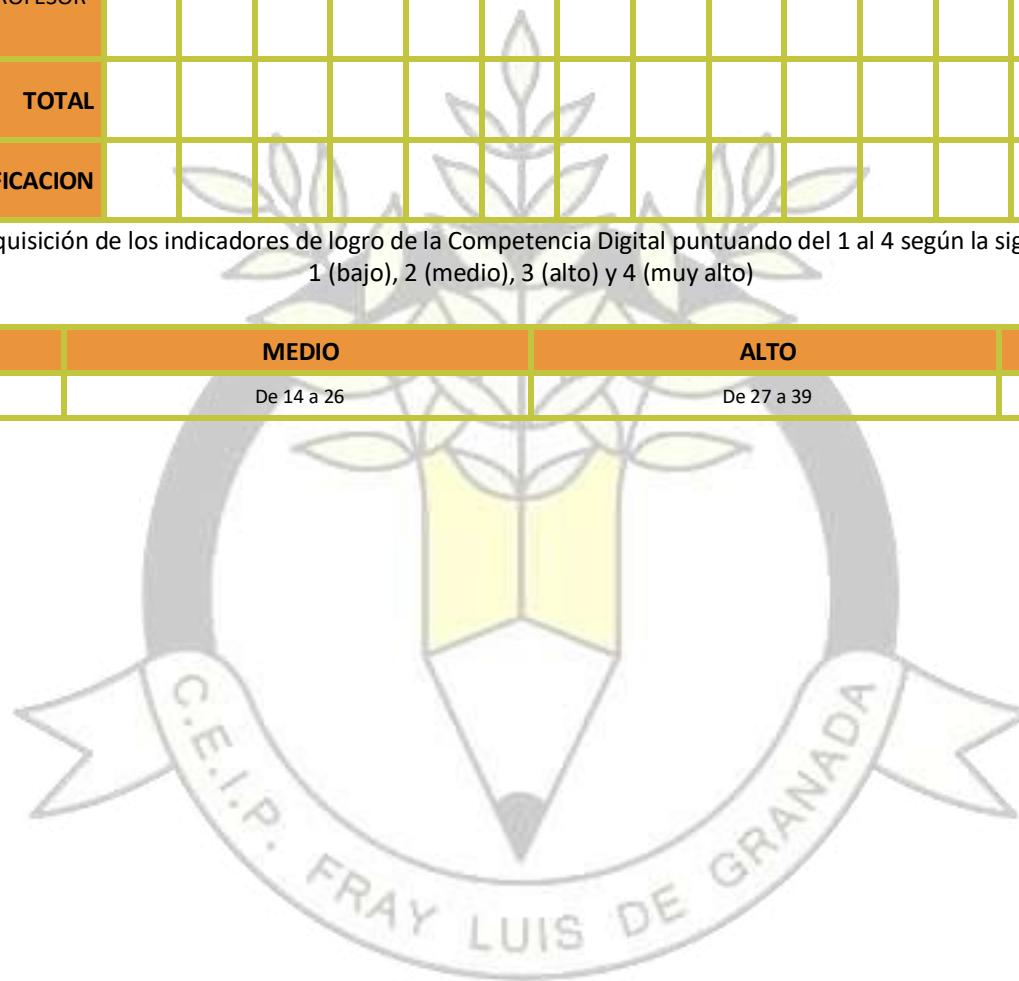 TOTAL
quisición de los indicadores de logro de la Competencia Digital puntuando del 1 al 4 según la
1 (bajo), 2 (medio), 3 (alto) y 4 (muy alto)
MEDIO ALTO
De 14 a 26 De 27 a 39
C.E.I.P. FRAY LUIS DE GRANADA